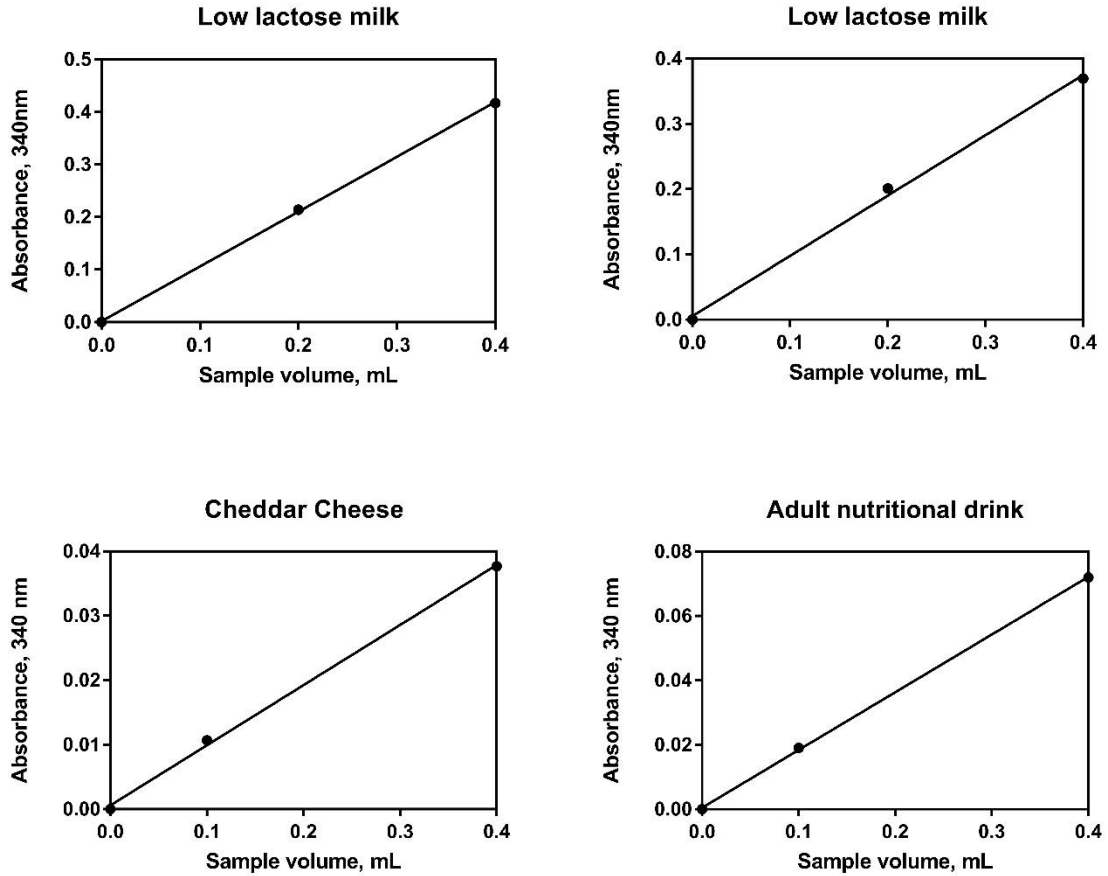 Low lactose milk
0.5
0.4
0.3
0.2
0.1
0.0
Absorbance, 340nm
0.0 0.1 0.2 0.3 0.4
Sample volume, mL
Low lactose milk
0.4
0.3
0.2
0.1
0.0
Absorbance, 340nm
0.0 0.1 0.2 0.3 0.4
Sample volume, mL
Cheddar Cheese
0.04
0.03
0.02
0.01
0.00
Absorbance, 340 nm
0.0 0.1 0.2 0.3 0.4
Sample volume, mL
Adult nutritional drink
0.08
0.06
0.04
0.02
0.00
Absorbance, 340 nm
0.0 0.1 0.2 0.3 0.4
Sample volume, mL